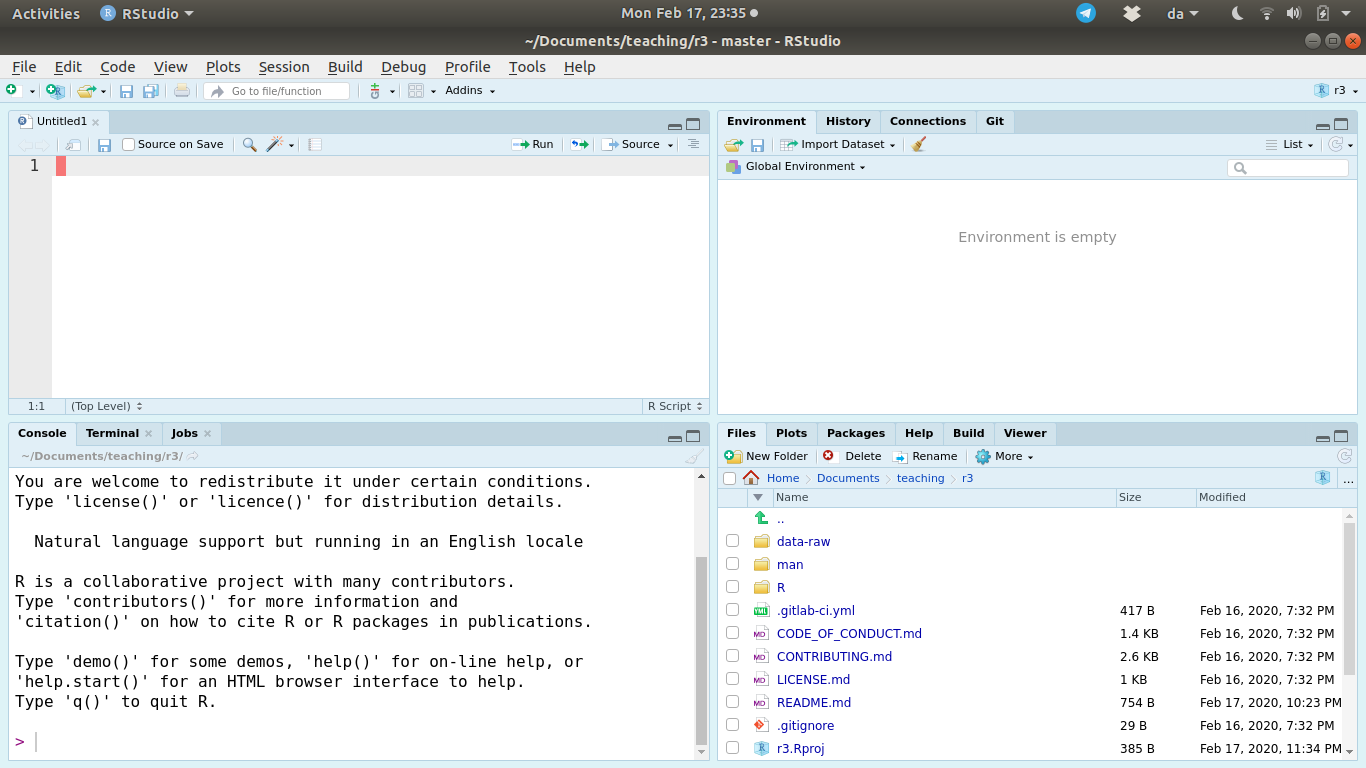 Activities RStudio Mon Feb 17, 23:35 da
~/Documents/teaching/r3 - master - RStudio
File Edit Code View Plots Session Build Debug Profile Tools Help
Go to file/function Addins r3
Untitled1
Source on Save Run Source
1
1:1 (Top Level) R Script
Environment History Connections Git
Import Dataset List
Global Environment
Environment is empty
Console Terminal Jobs
~/Documents/teaching/r3/
You are welcome to redistribute it under certain conditions.
Type 'license()' or 'licence()' for distribution details.
Natural language support but running in an English locale
R is a collaborative project with many contributors.
Type 'contributors()' for more information and
'citation()' on how to cite R or R packages in publications.
Type 'demo()' for some demos, 'help()' for on-line help, or
'help.start()' for an HTML browser interface to help.
Type 'q()' to quit R.
>
Files Plots Packages Help Build Viewer
New Folder Delete Rename More
Home Documents teaching r3 ...
Name Size Modified
..
data-raw
man
R
.gitlab-ci.yml 417 B Feb 16, 2020, 7:32 PM
CODE_OF_CONDUCT.md 1.4 KB Feb 16, 2020, 7:32 PM
CONTRIBUTING.md 2.6 KB Feb 16, 2020, 7:32 PM
LICENSE.md 1 KB Feb 16, 2020, 7:32 PM
README.md 754 B Feb 17, 2020, 10:23 PM
.gitignore 29 B Feb 16, 2020, 7:32 PM
r3.Rproj 385 B Feb 17, 2020, 11:34 PM